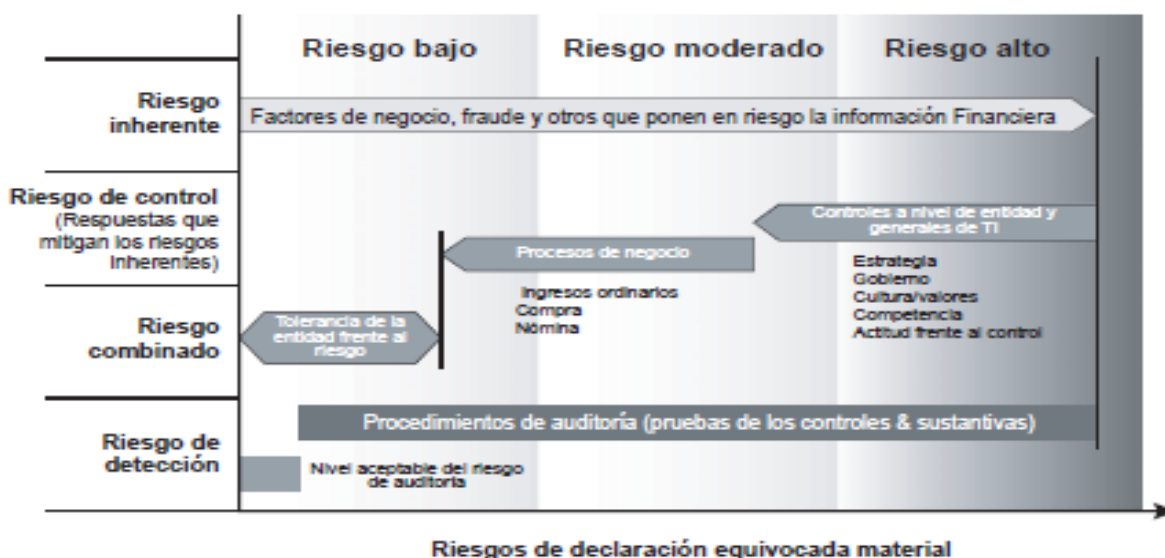 Riesgo bajo
Riesgo moderado
Riesgo alto
Riesgo
inherente
Factores de negocio, fraude y otros que ponen en riesgo la información Financiera
Riesgo de control
(Respuestas que
mitigan los riesgos
inherentes)
Controles a nivel de entidad y
generales de TI
Procesos de negocio
Estrategia
Gobierno
Cultura/valores
Competencia
Actitud frente al control
Ingresos ordinarios
Compra
Nómina
Riesgo
combinado
Tolerancia de la
entidad frente al
riesgo
Riesgo de
detección
Procedimientos de auditoría (pruebas de los controles & sustantivas)
Nivel aceptable del riesgo
de auditoría
Riesgos de declaración equivocada material